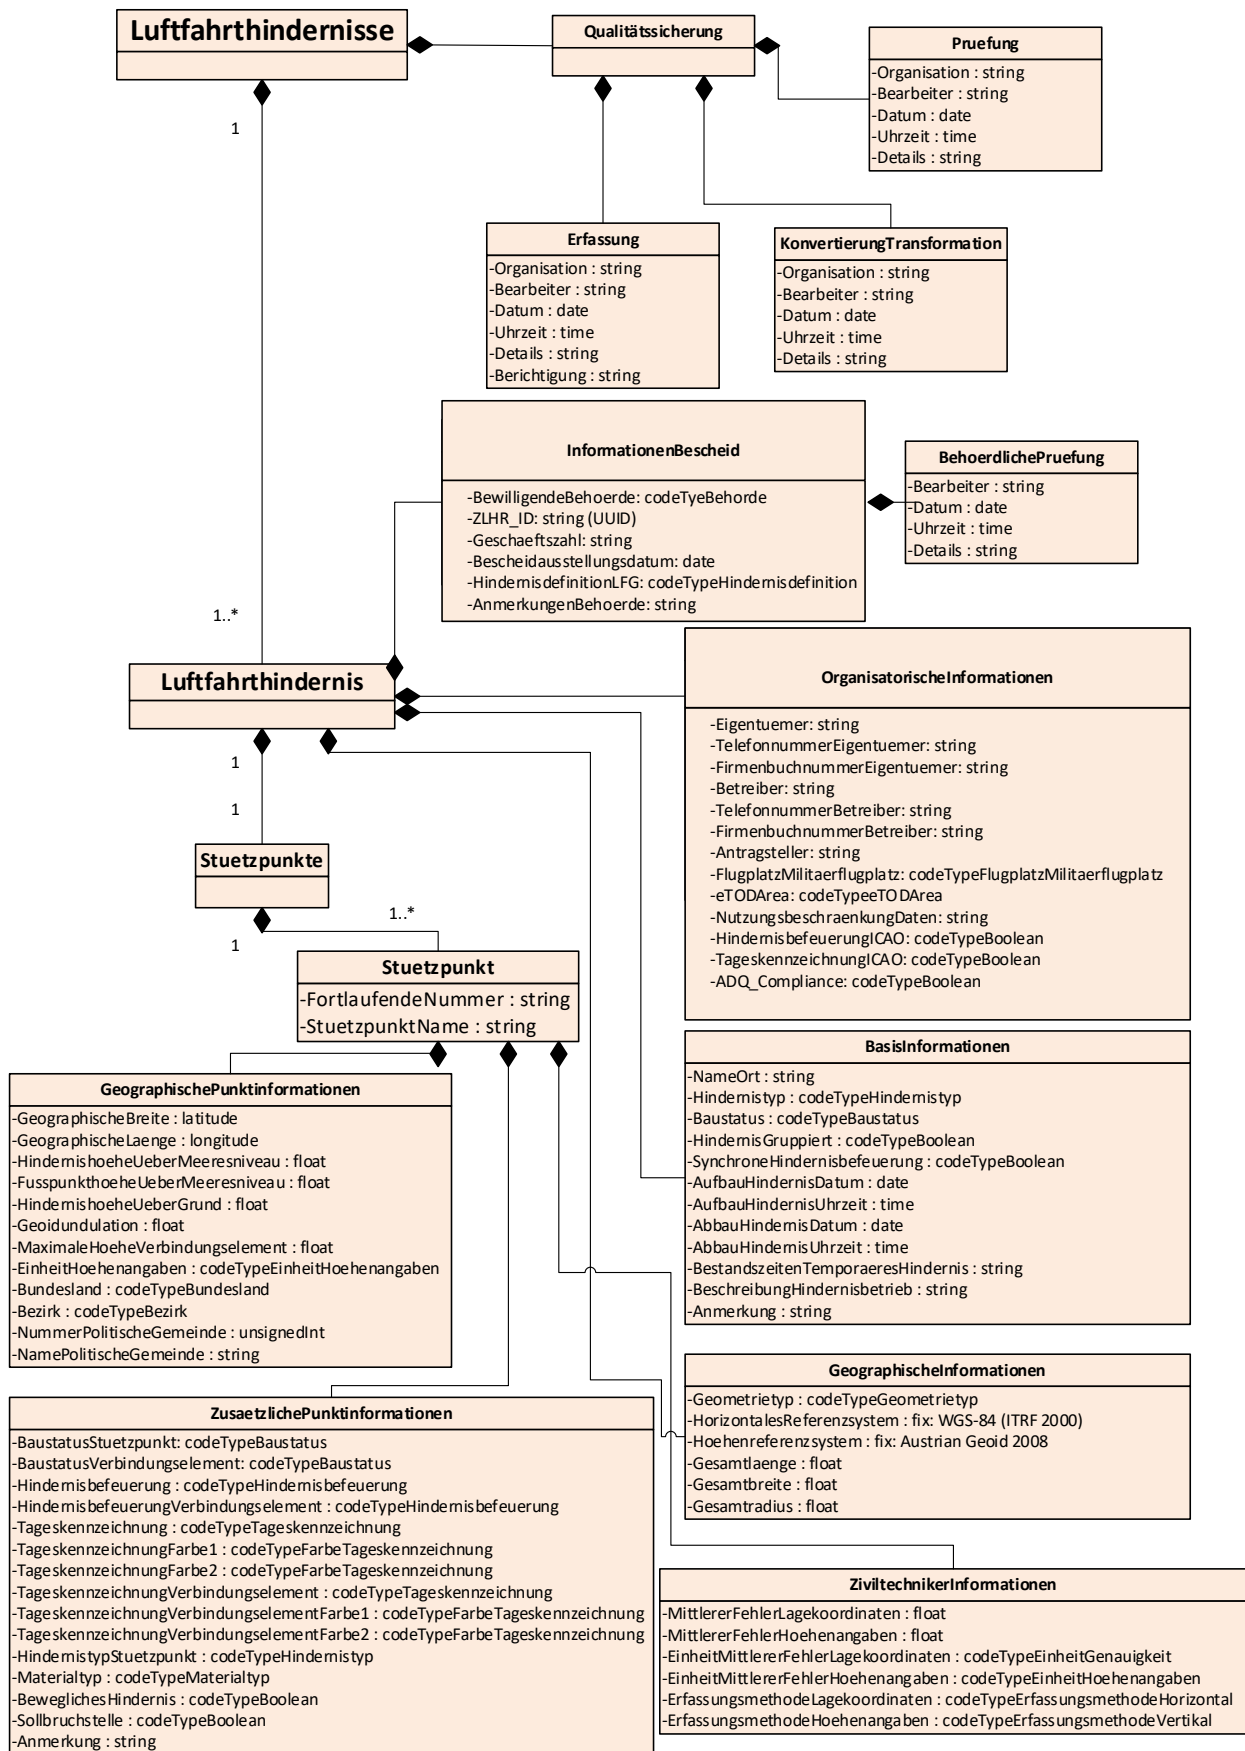 Luftfahrthindernisse
Qualitätssicherung
Pruefung
-Organisation : string
-Bearbeiter : string
-Datum : date
-Uhrzeit : time
-Details : string
1
Erfassung
-Organisation : string
-Bearbeiter : string
-Datum : date
-Uhrzeit : time
-Details : string
-Berichtigung : string
KonvertierungTransformation
-Organisation : string
-Bearbeiter : string
-Datum : date
-Uhrzeit : time
-Details : string
InformationenBescheid
-BewilligendeBehoerde: codeTyeBehorde
-ZLHR_ID: string (UUID)
-Geschaeftszahl: string
-Bescheidausstellungsdatum: date
-HindernisdefinitionLFG: codeTypeHindernisdefinition
-AnmerkungenBehoerde: string
BehoerdlichePruefung
-Bearbeiter : string
-Datum : date
-Uhrzeit : time
-Details : string
1..*
Luftfahrthindernis
OrganisatorischeInformationen
-Eigentuemer: string
-TelefonnummerEigentuemer: string
-FirmenbuchnummerEigentuemer: string
-Betreiber: string
-TelefonnummerBetreiber: string
-FirmenbuchnummerBetreiber: string
-Antragsteller: string
-FlugplatzMilitaerflugplatz: codeTypeFlugplatzMilitaerflugplatz
-eTODArea: codeTypeeTODArea
-NutzungsbeschraenkungDaten: string
-HindernisbefeuerungICAO: codeTypeBoolean
-TageskennzeichnungICAO: codeTypeBoolean
-ADQ_Compliance: codeTypeBoolean
1
1
Stuetzpunkte
1..*
1
Stuetzpunkt
-FortlaufendeNummer : string
-StuetzpunktName : string
BasisInformationen
-NameOrt : string
-Hindernistyp : codeTypeHindernistyp
-Baustatus : codeTypeBaustatus
-HindernisGruppiert : codeTypeBoolean
-SynchroneHindernisbefeuerung : codeTypeBoolean
-AufbauHindernisDatum : date
-AufbauHindernisUhrzeit : time
-AbbauHindernisDatum : date
-AbbauHindernisUhrzeit : time
-BestandszeitenTemporaeresHindernis : string
-BeschreibungHindernisbetrieb : string
-Anmerkung : string
GeographischePunktinformationen
-GeographischeBreite : latitude
-GeographischeLaenge : longitude
-HindernishoeheUeberMeeresniveau : float
-FusspunkthoeheUeberMeeresniveau : float
-HindernishoeheUeberGrund : float
-Geoidundulation : float
-MaximaleHoeheVerbindungselement : float
-EinheitHoehenangaben : codeTypeEinheitHoehenangaben
-Bundesland : codeTypeBundesland
-Bezirk : codeTypeBezirk
-NummerPolitischeGemeinde : unsignedInt
-NamePolitischeGemeinde : string
GeographischeInformationen
-Geometrietyp : codeTypeGeometrietyp
-HorizontalesReferenzsystem : fix: WGS-84 (ITRF 2000)
-Hoehenreferenzsystem : fix: Austrian Geoid 2008
-Gesamtlaenge : float
-Gesamtbreite : float
-Gesamtradius : float
ZusaetzlichePunktinformationen
-BaustatusStuetzpunkt: codeTypeBaustatus
-BaustatusVerbindungselement: codeTypeBaustatus
-Hindernisbefeuerung : codeTypeHindernisbefeuerung
-HindernisbefeuerungVerbindungselement : codeTypeHindernisbefeuerung
-Tageskennzeichnung : codeTypeTageskennzeichnung
-TageskennzeichnungFarbe1 : codeTypeFarbeTageskennzeichnung
-TageskennzeichnungFarbe2 : codeTypeFarbeTageskennzeichnung
-TageskennzeichnungVerbindungselement : codeTypeTageskennzeichnung
-TageskennzeichnungVerbindungselementFarbe1 : codeTypeFarbeTageskennzeichnung
-TageskennzeichnungVerbindungselementFarbe2 : codeTypeFarbeTageskennzeichnung
-HindernistypStuetzpunkt : codeTypeHindernistyp
-Materialtyp : codeTypeMaterialtyp
-BeweglichesHindernis : codeTypeBoolean
-Sollbruchstelle : codeTypeBoolean
-Anmerkung : string
ZiviltechnikerInformationen
-MittlererFehlerLagekoordinaten : float
-MittlererFehlerHoehenangaben : float
-EinheitMittlererFehlerLagekoordinaten : codeTypeEinheitGenauigkeit
-EinheitMittlererFehlerHoehenangaben : codeTypeEinheitHoehenangaben
-ErfassungsmethodeLagekoordinaten : codeTypeErfassungsmethodeHorizontal
-ErfassungsmethodeHoehenangaben : codeTypeErfassungsmethodeVertikal